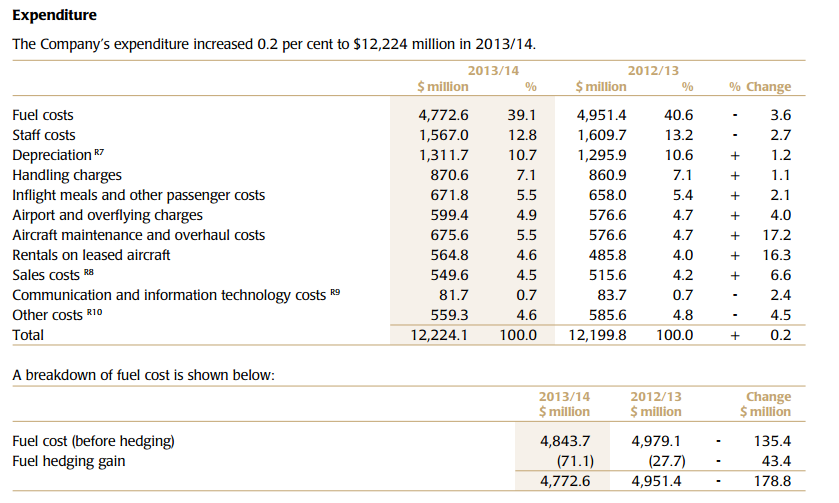 Expenditure
The Company's expenditure increased 0.2 per cent to $12,224 million in 2013/14.
2013/14 2012/13
$ million % $ million % % Change
Fuel costs 4,772.6 39.1 4,951.4 40.6 - 3.6
Staff costs 1,567.0 12.8 1,609.7 13.2 - 2.7
Depreciation R7 1,311.7 10.7 1,295.9 10.6 + 1.2
Handling charges 870.6 7.1 860.9 7.1 + 1.1
Inflight meals and other passenger costs 671.8 5.5 658.0 5.4 + 2.1
Airport and overflying charges 599.4 4.9 576.6 4.7 + 4.0
Aircraft maintenance and overhaul costs 675.6 5.5 576.6 4.7 + 17.2
Rentals on leased aircraft 564.8 4.6 485.8 4.0 + 16.3
Sales costs R8 549.6 4.5 515.6 4.2 + 6.6
Communication and information technology costs R9 81.7 0.7 83.7 0.7 - 2.4
Other costs R10 559.3 4.6 585.6 4.8 - 4.5
Total 12,224.1 100.0 12,199.8 100.0 + 0.2
A breakdown of fuel cost is shown below:
2013/14 2012/13 Change
$ million $ million $ million
Fuel cost (before hedging) 4,843.7 4,979.1 - 135.4
Fuel hedging gain (71.1) (27.7) - 43.4
4,772.6 4,951.4 - 178.8